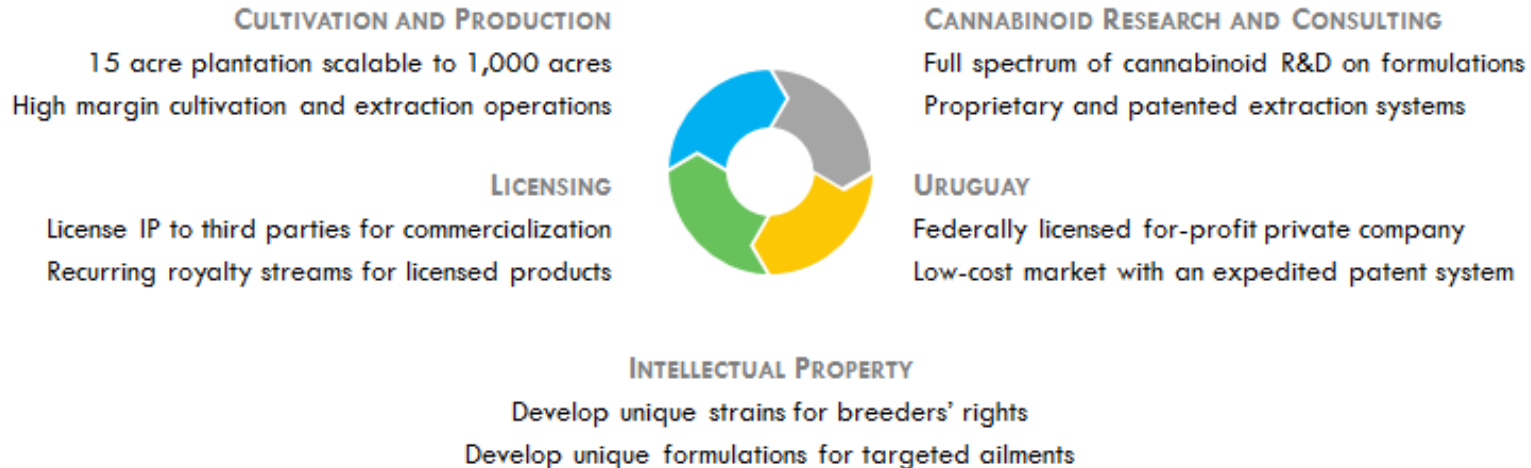 CULTIVATION AND PRODUCTION
15 acre plantation scalable to 1,000 acres
High margin cultivation and extraction operations
CANNABINOID RESEARCH AND CONSULTING
Full spectrum of cannabinoid R&D on formulations
Proprietary and patented extraction systems
LICENSING
License IP to third parties for commercialization
Recurring royalty streams for licensed products
URUGUAY
Federally licensed for-profit private company
Low-cost market with an expedited patent system
INTELLECTUAL PROPERTY
Develop unique strains for breeders’ rights
Develop unique formulations for targeted ailments